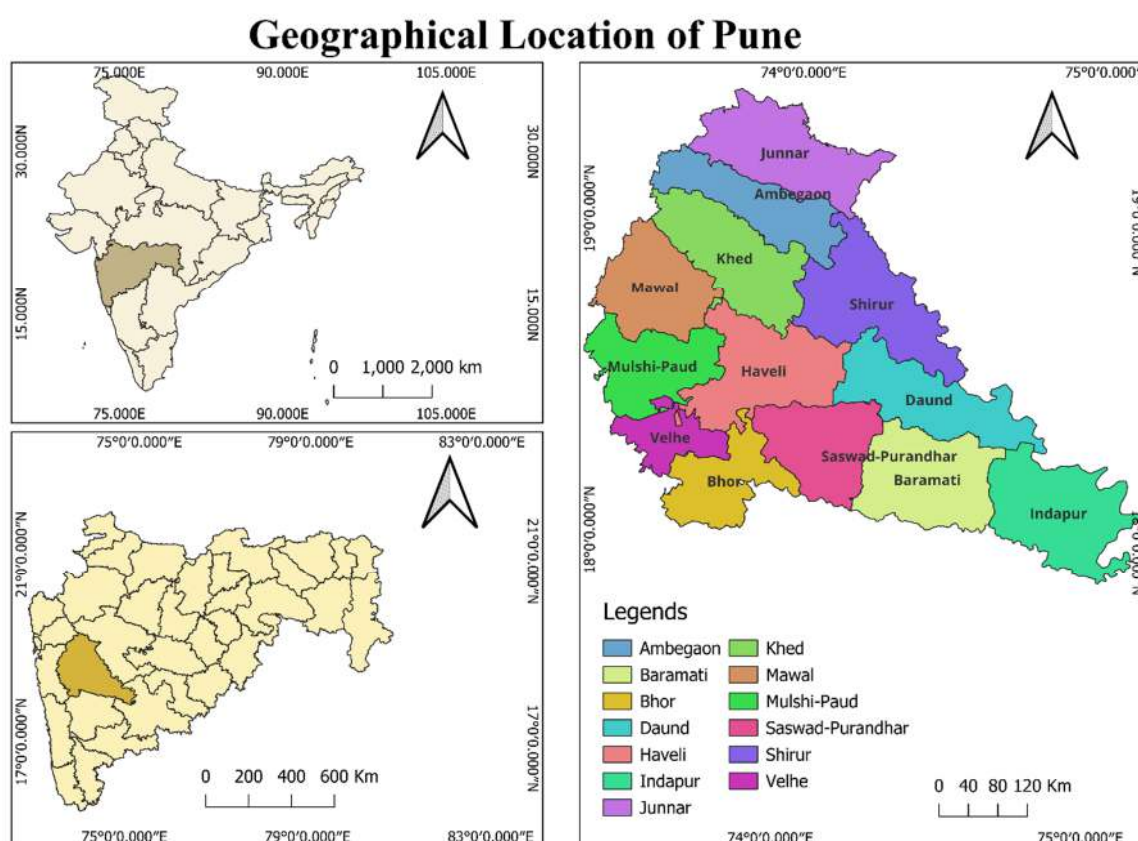 Geographical Location of Pune
75.000E 90.000E 105.000E
30.000N
30.000N
15.000N
15.000N
0 1,000 2,000 km
75.000E 90.000E 105.000E
75°0'0.000"E 79°0'0.000"E 83°0'0.000"E
21°0'0.000"N
21°0'0.000"N
17°0'0.000"N
17°0'0.000"N
0 200 400 600 Km
75°0'0.000"E 79°0'0.000"E 83°0'0.000"E
74°0'0.000"E 75°0'0.000"E
19°0'0.000"N
18°0'0.000"N
Junnar
Ambegaon
Khed
Mawal
Shirur
Mulshi-Paud
Haveli
Daund
Velhe
Saswad-Purandhar
Bhor
Baramati
Indapur
Legends
Ambegaon Khed
Baramati Mawal
Bhor Mulshi-Paud
Daund Saswad-Purandhar
Haveli Shirur
Indapur Velhe
Junnar
0 40 80 120 Km
74°0'0.000"E 75°0'0.000"E